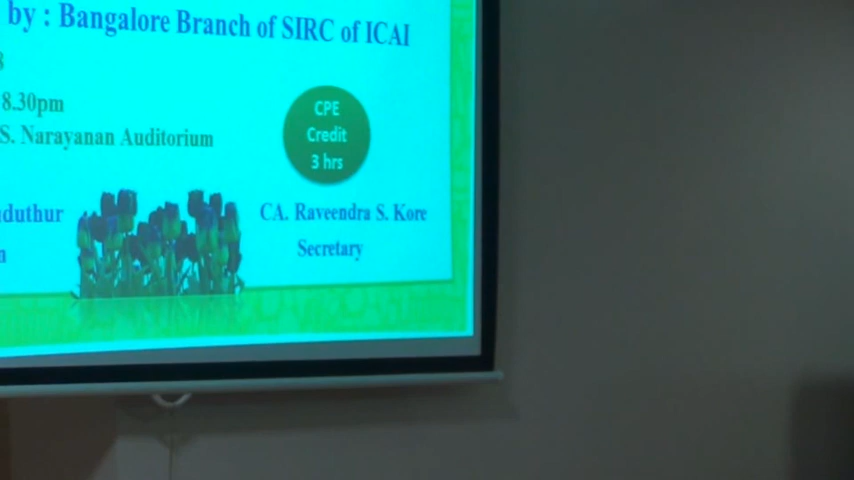 by : Bangalore Branch of SIRC of ICAI
8.30pm
S. Narayanan Auditorium
CPE
Credit
3 hrs
CA. Raveendra S. Kore
Secretary